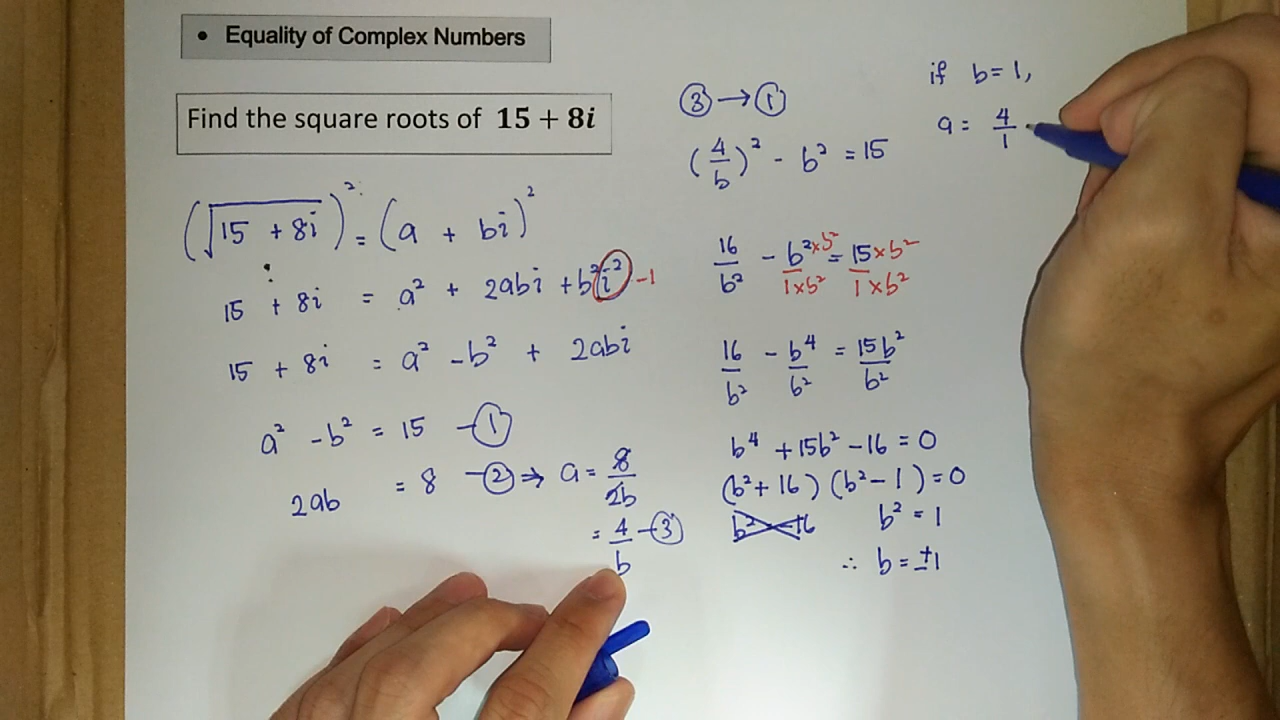 • Equality of Complex Numbers
Find the square roots of 15 + 8i
(√(15 + 8i))² = (a + bi)²
15 + 8i = a² + 2abi + b²i² -1
15 + 8i = a² - b² + 2abi
a² - b² = 15 - ①
2ab = 8 - ② ⇒ a = 8/2b
= 4/b - ③
③ → ①
(4/b)² - b² = 15
16/b² - b²×b²/1×b² = 15×b²/1×b²
16/b² - b⁴/b² = 15b²/b²
b⁴ + 15b² - 16 = 0
(b² + 16) (b² - 1) = 0
b² = -16 b² = 1
∴ b = ±1
if b = 1,
a = 4/1